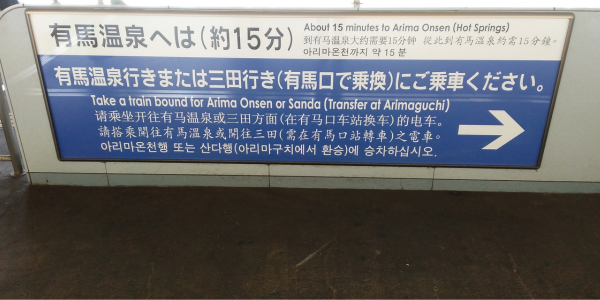 有馬温泉へは(約15分)
About 15 minutes to Arima Onsen (Hot Springs)
到有马温泉大约需要15分钟 從此到有馬溫泉約需15分鐘。
아리마온천까지 약 15 분
有馬温泉行きまたは三田行き(有馬口で乗換)にご乗車ください。
Take a train bound for Arima Onsen or Sanda (Transfer at Arimaguchi)
请乘坐开往有马温泉或三田方面(在有马口车站换车)的电车。
請搭乘開往有馬溫泉或開往三田(需在有馬口站轉車)之電車。
아리마온천행 또는 산다행(아리마구치에서 환승)에 승차하십시오.